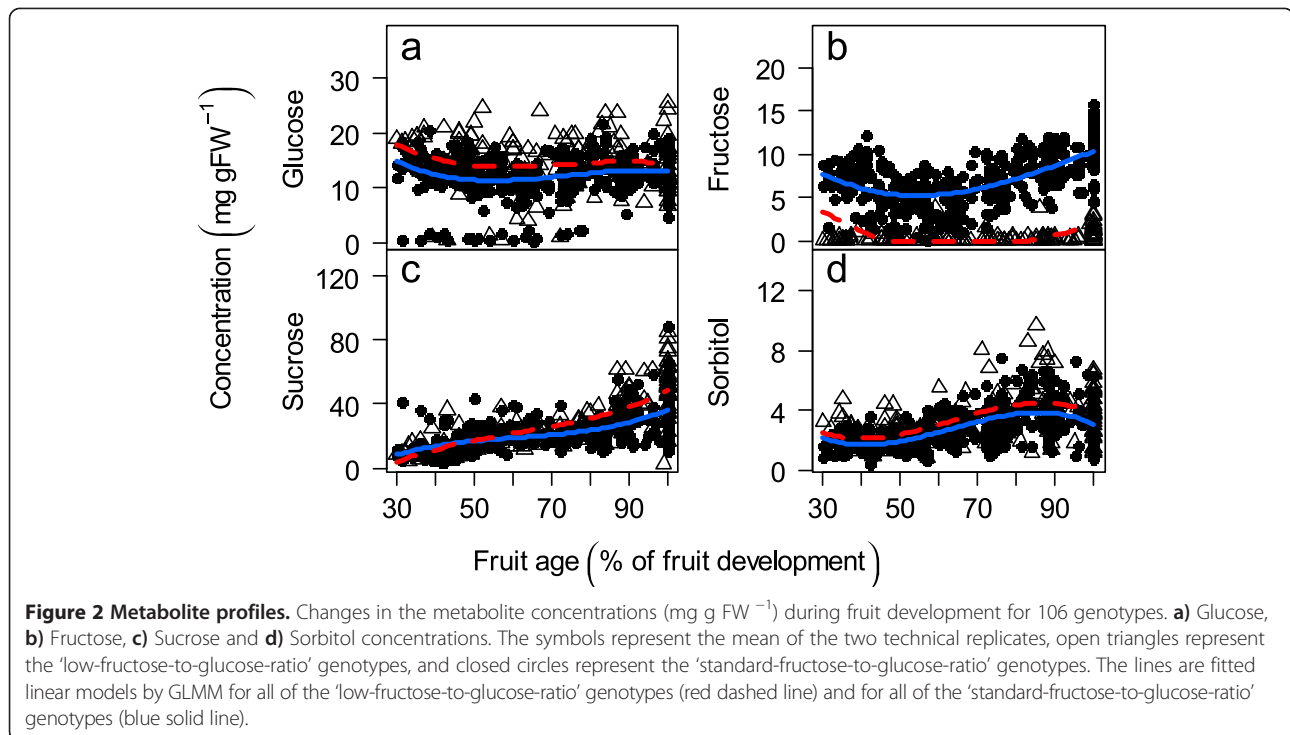 a
b
Glucose
30
20
10
0
Fructose
20
15
10
5
0
Concentration (mg gFW⁻¹)
c
d
Sucrose
120
80
40
0
Sorbitol
12
8
4
0
30 50 70 90
30 50 70 90
Fruit age (% of fruit development)
Figure 2 Metabolite profiles. Changes in the metabolite concentrations (mg g FW ⁻¹) during fruit development for 106 genotypes. a) Glucose,
b) Fructose, c) Sucrose and d) Sorbitol concentrations. The symbols represent the mean of the two technical replicates, open triangles represent
the ‘low-fructose-to-glucose-ratio’ genotypes, and closed circles represent the ‘standard-fructose-to-glucose-ratio’ genotypes. The lines are fitted
linear models by GLMM for all of the ‘low-fructose-to-glucose-ratio’ genotypes (red dashed line) and for all of the ‘standard-fructose-to-glucose-ratio’
genotypes (blue solid line).